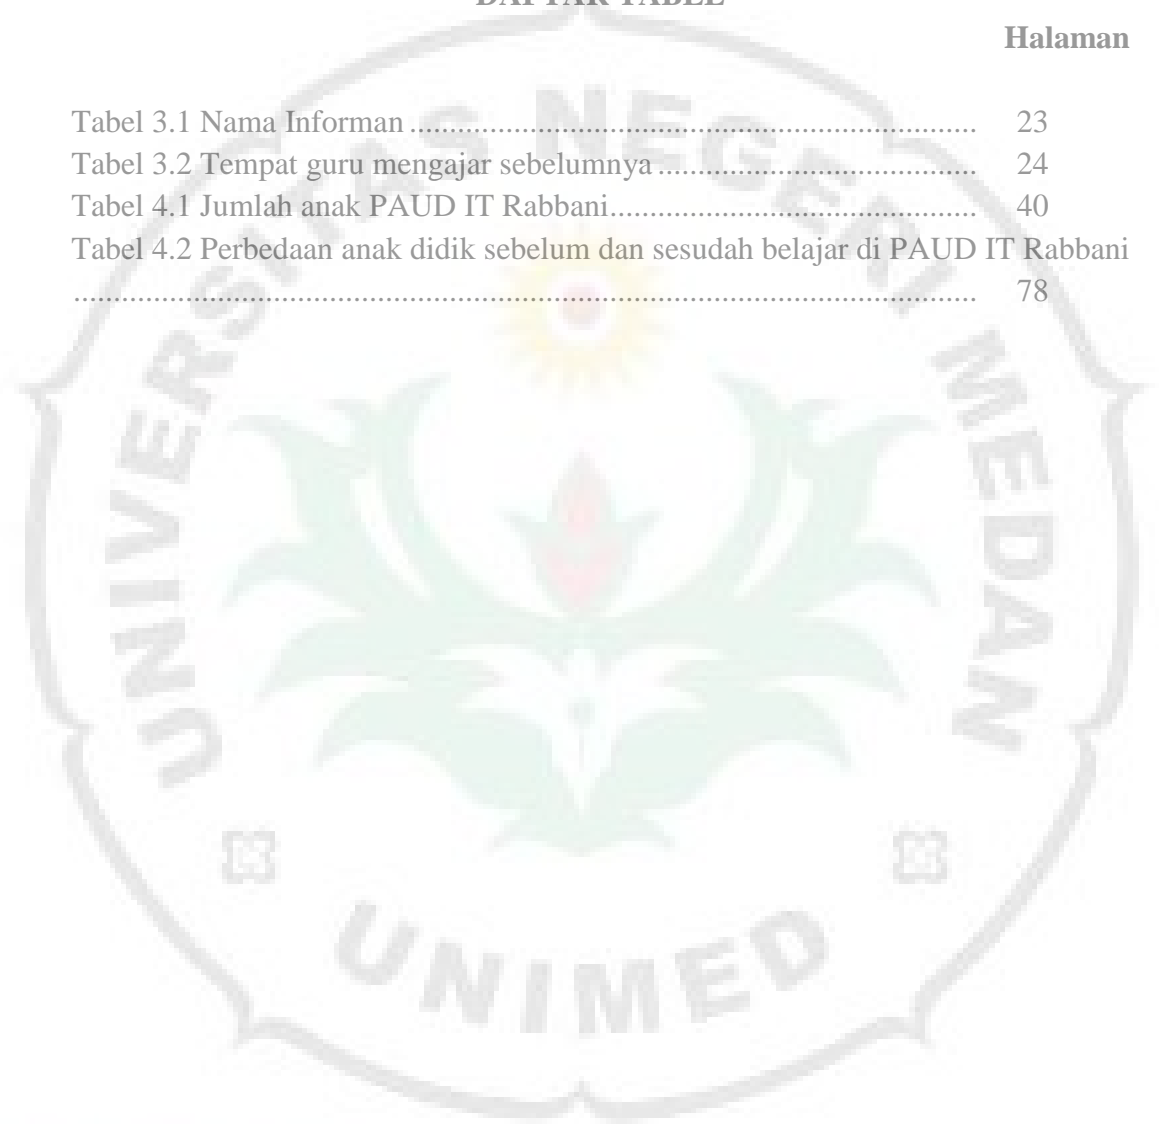 DAFTAR TABEL
Halaman
Tabel 3.1 Nama Informan ...................................................................... 23
Tabel 3.2 Tempat guru mengajar sebelumnya ....................................... 24
Tabel 4.1 Jumlah anak PAUD IT Rabbani............................................. 40
Tabel 4.2 Perbedaan anak didik sebelum dan sesudah belajar di PAUD IT Rabbani
................................................................................................................ 78
UNIVERSITAS NEGERI MEDAN
UNIMED